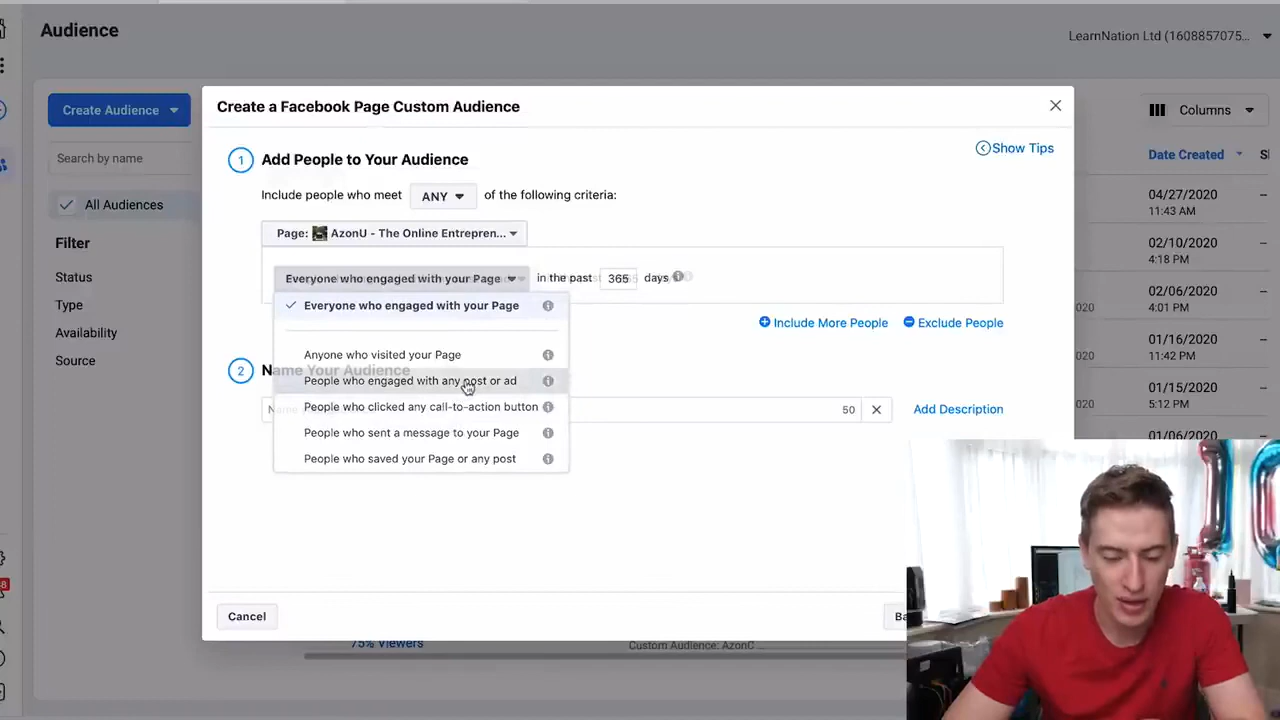 Audience
LearnNation Ltd (1608857075...
Create Audience
Search by name
All Audiences
Filter
Status
Type
Availability
Source
Create a Facebook Page Custom Audience
Show Tips
1
Add People to Your Audience
Include people who meet ANY of the following criteria:
Page: AzonU - The Online Entrepren...
Everyone who engaged with your Page in the past 365 days
Everyone who engaged with your Page
Anyone who visited your Page
People who engaged with any post or ad
People who clicked any call-to-action button
People who sent a message to your Page
People who saved your Page or any post
Include More People
Exclude People
2
Name Your Audience
50
Add Description
Cancel
Ba
75% Viewers
Custom Audience: AzonC ...
Columns
Date Created
04/27/2020
11:43 AM
02/10/2020
4:18 PM
02/06/2020
4:01 PM
020
01/16/2020
11:42 PM
020
01/15/2020
5:12 PM
020
01/06/2020